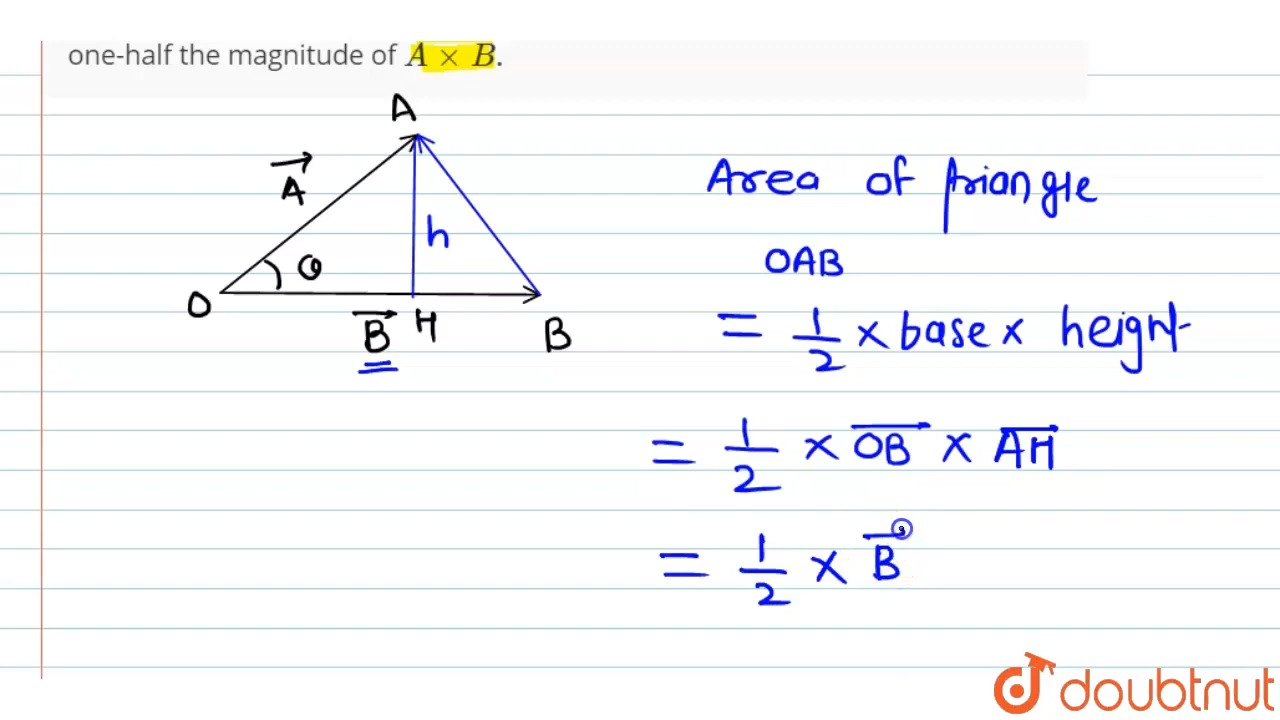 one-half the magnitude of A × B.
A
A
h
θ
O
B
H
B
Area of triangle
OAB
= 1/2 × base × height
= 1/2 × OB × AH
= 1/2 × B
doubtnut